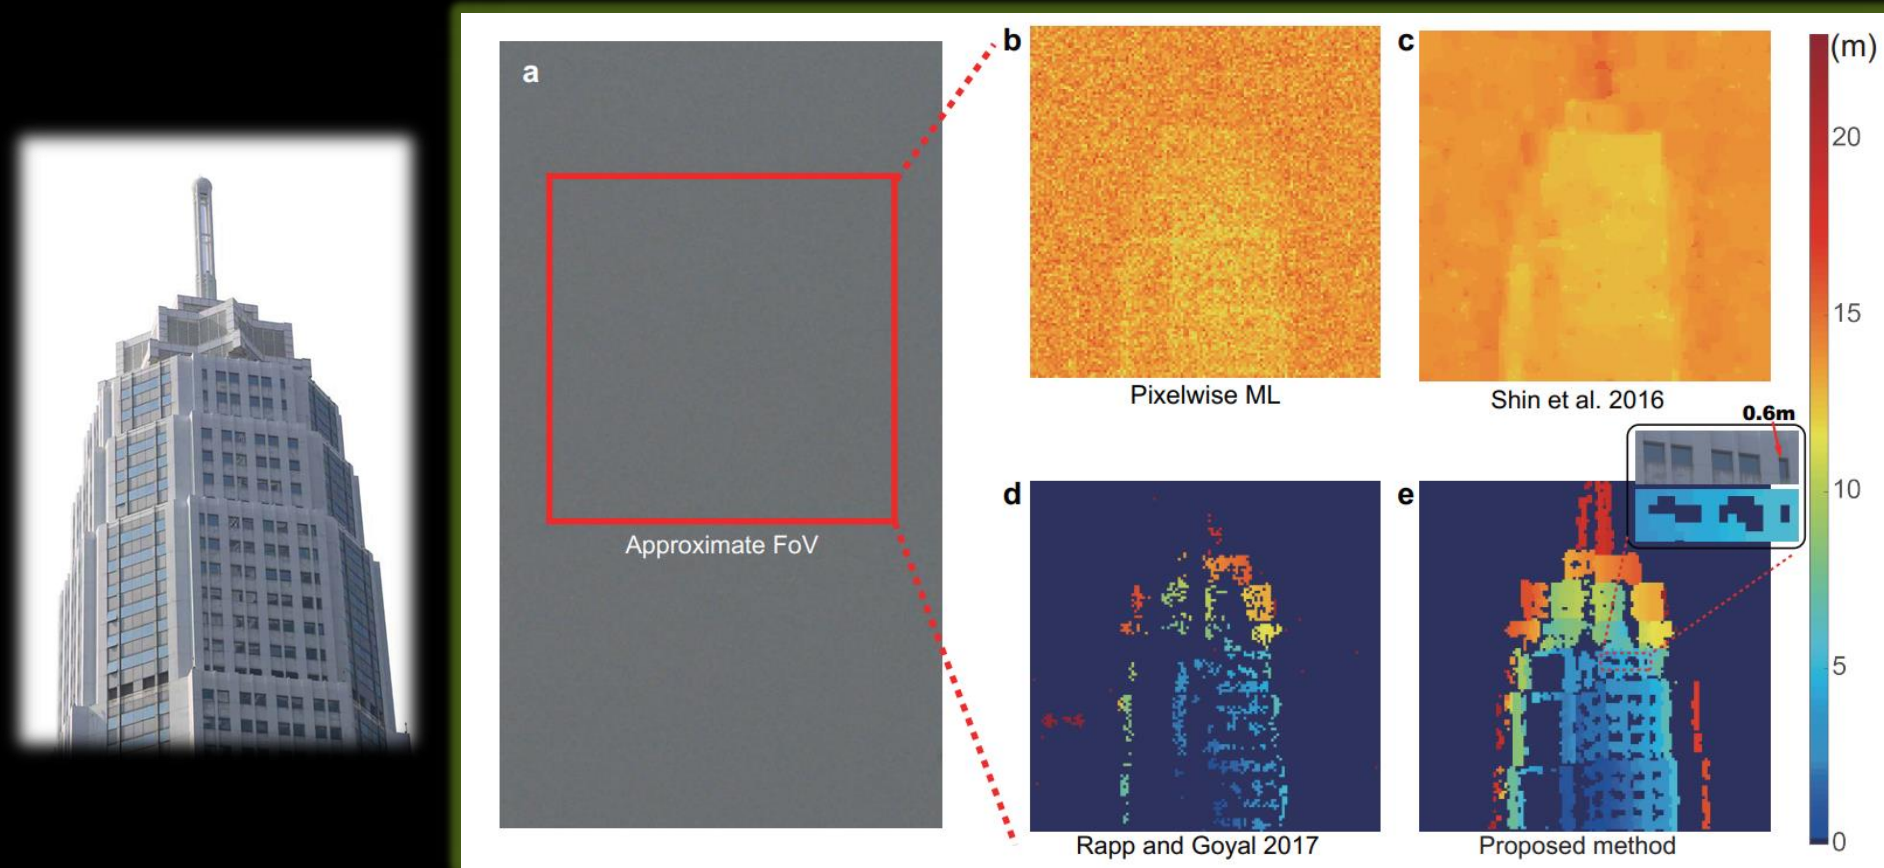 a
Approximate FoV
b
Pixelwise ML
c
Shin et al. 2016
(m)
20
15
10
5
0
0.6m
d
Rapp and Goyal 2017
e
Proposed method